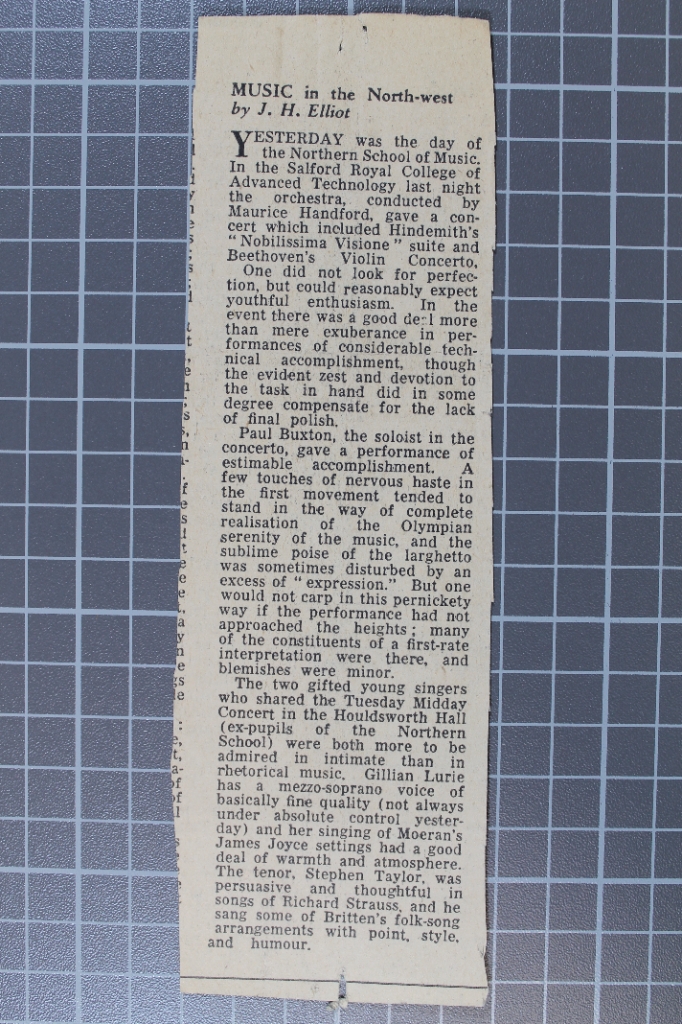 MUSIC in the North-west
by J. H. Elliot
YESTERDAY was the day of
the Northern School of Music.
In the Salford Royal College of
Advanced Technology last night
the orchestra, conducted by
Maurice Handford, gave a con-
cert which included Hindemith's
"Nobilissima Visione" suite and
Beethoven's Violin Concerto.
One did not look for perfec-
tion, but could reasonably expect
youthful enthusiasm. In the
event there was a good deal more
than mere exuberance in per-
formances of considerable tech-
nical accomplishment, though
the evident zest and devotion to
the task in hand did in some
degree compensate for the lack
of final polish.
Paul Buxton, the soloist in the
concerto, gave a performance of
estimable accomplishment. A
few touches of nervous haste in
the first movement tended to
stand in the way of complete
realisation of the Olympian
serenity of the music, and the
sublime poise of the larghetto
was sometimes disturbed by an
excess of "expression." But one
would not carp in this pernickety
way if the performance had not
approached the heights; many
of the constituents of a first-rate
interpretation were there, and
blemishes were minor.
The two gifted young singers
who shared the Tuesday Midday
Concert in the Houldsworth Hall
(ex-pupils of the Northern
School) were both more to be
admired in intimate than in
rhetorical music. Gillian Lurie
has a mezzo-soprano voice of
basically fine quality (not always
under absolute control yester-
day) and her singing of Moeran's
James Joyce settings had a good
deal of warmth and atmosphere.
The tenor, Stephen Taylor, was
persuasive and thoughtful in
songs of Richard Strauss, and he
sang some of Britten's folk-song
arrangements with point, style,
and humour.